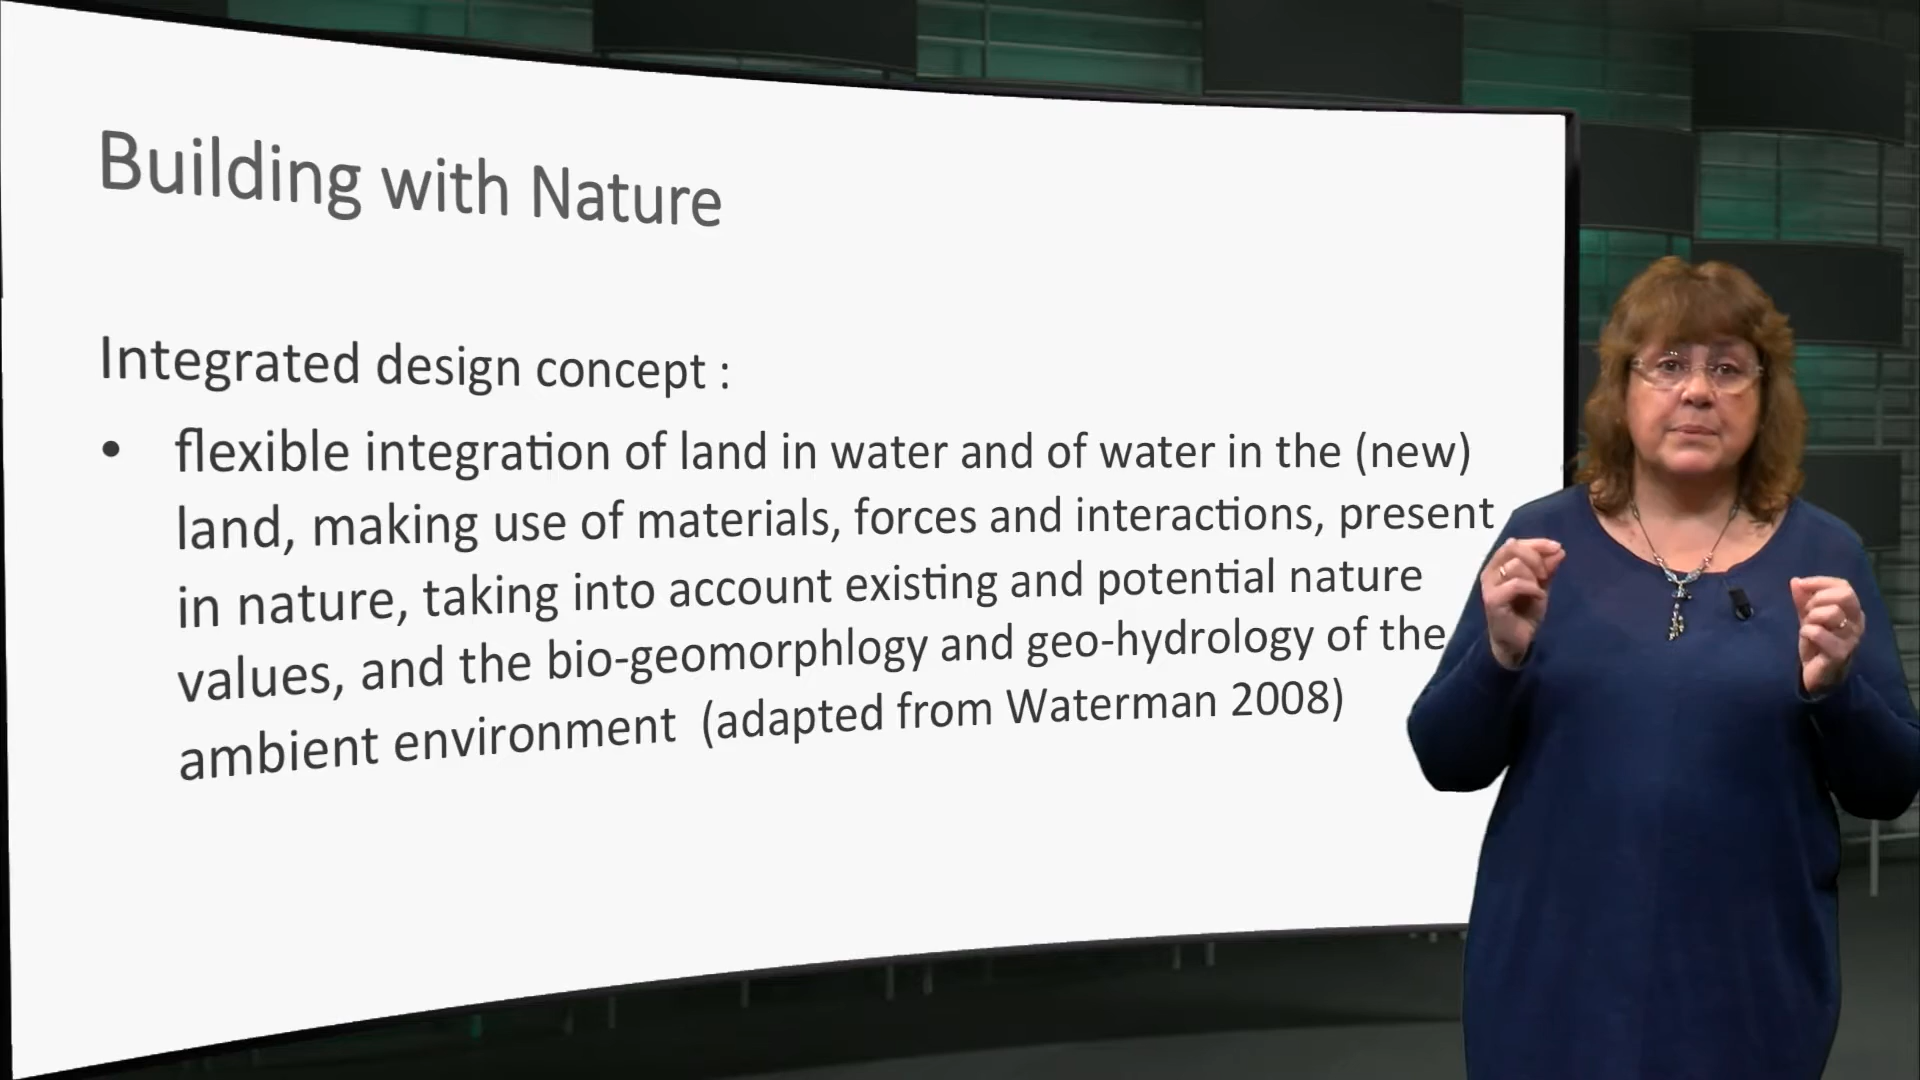 Building with Nature
Integrated design concept :
• flexible integration of land in water and of water in the (new)
land, making use of materials, forces and interactions, present
in nature, taking into account existing and potential nature
values, and the bio-geomorphlogy and geo-hydrology of the
ambient environment (adapted from Waterman 2008)